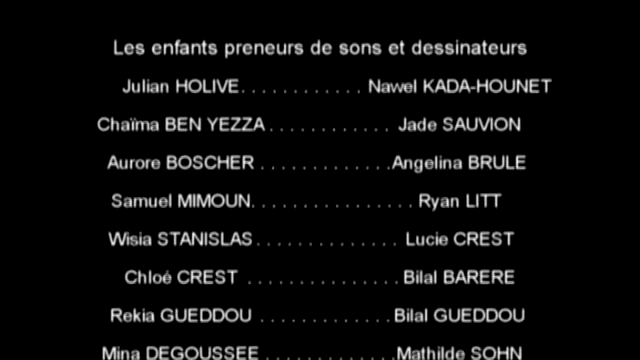 Les enfants preneurs de sons et dessinateurs
Julian HOLIVE. . . . . . . . . . . . Nawel KADA-HOUNET
Chaïma BEN YEZZA . . . . . . . . . . . . Jade SAUVION
Aurore BOSCHER . . . . . . . . . . . . .Angelina BRULE
Samuel MIMOUN. . . . . . . . . . . . . . . . Ryan LITT
Wisia STANISLAS. . . . . . . . . . . . . . Lucie CREST
Chloé CREST . . . . . . . . . . . . . . . Bilal BARERE
Rekia GUEDDOU . . . . . . . . . . . . . Bilal GUEDDOU
Mina DEGOUSSEE . . . . . . . . . . . . .Mathilde SOHN